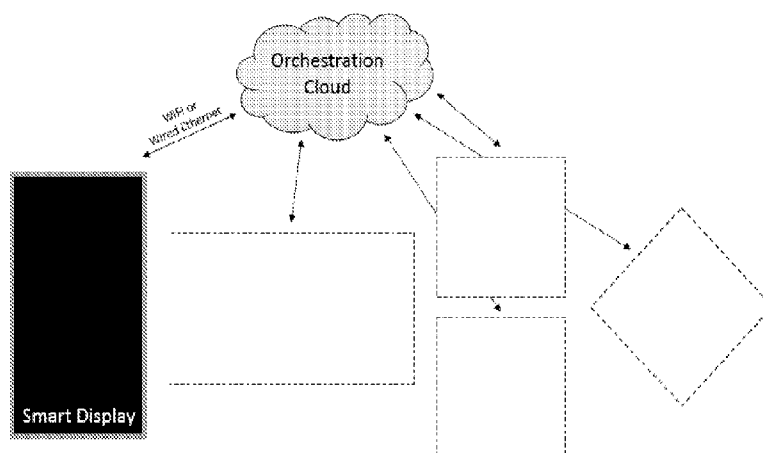 Orchestration
Cloud
WiFi or
Wired Ethernet
Smart Display